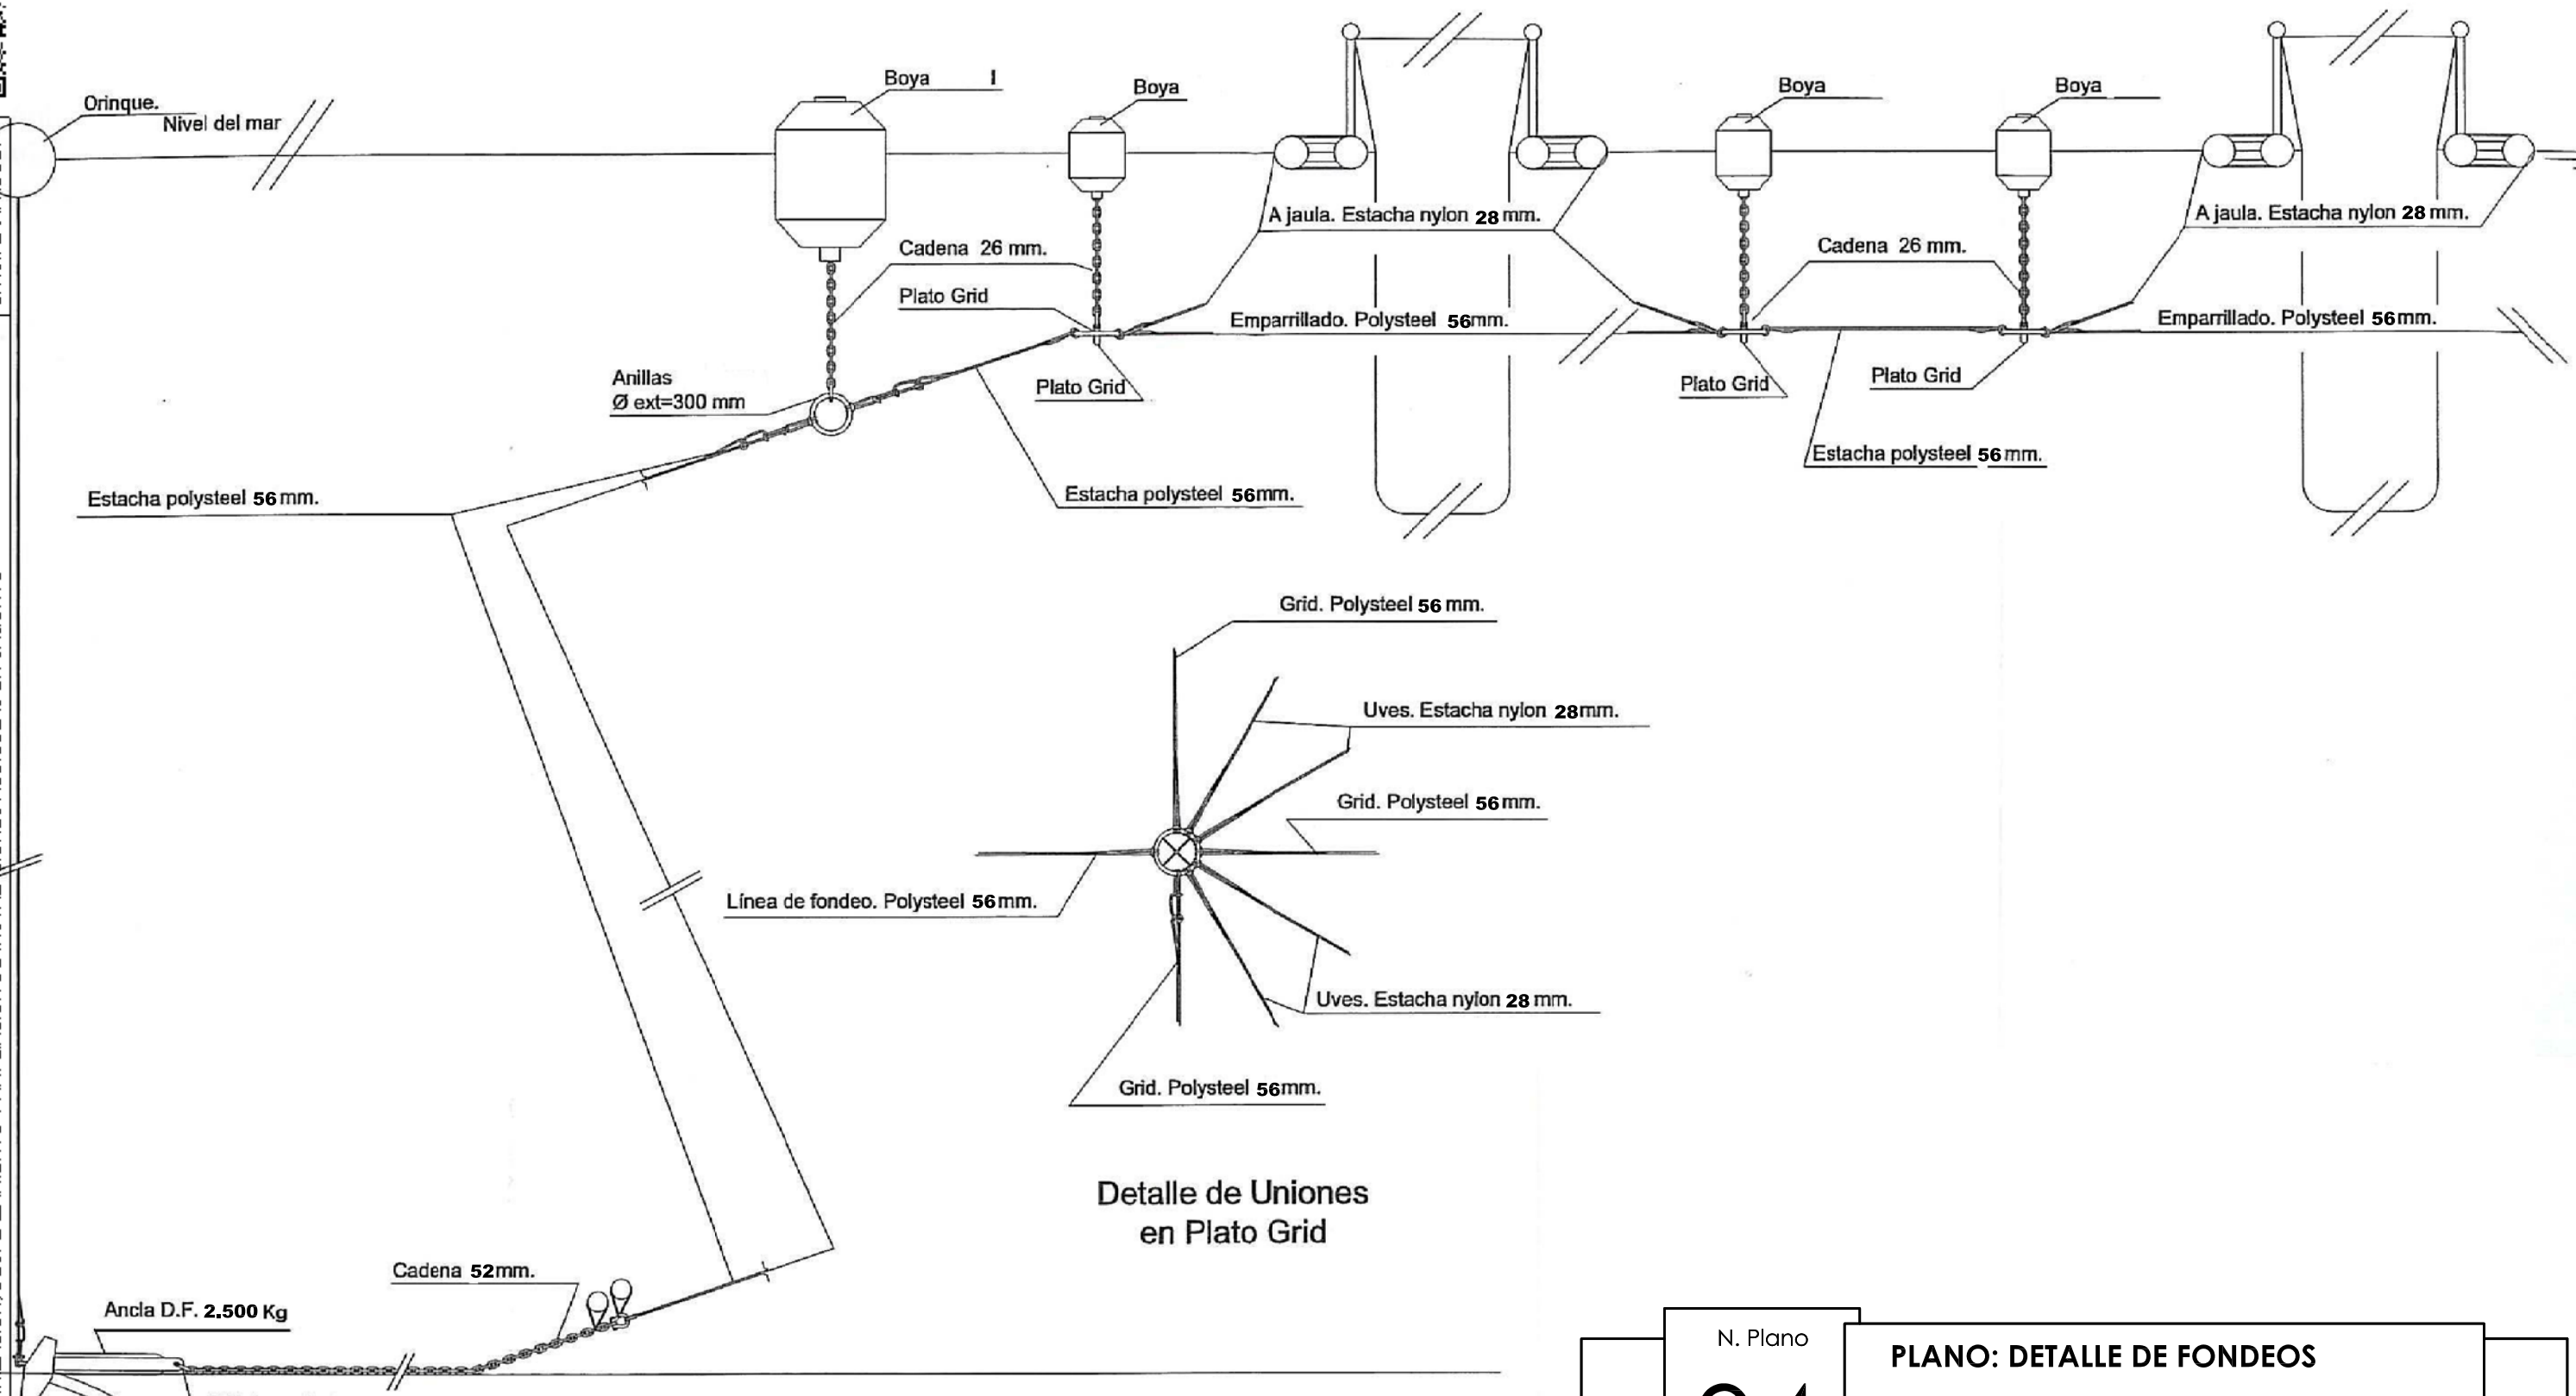 Orinque.
Nivel del mar
Boya I
Boya
Boya
Boya
A jaula. Estacha nylon 28 mm.
A jaula. Estacha nylon 28 mm.
Cadena 26 mm.
Cadena 26 mm.
Plato Grid
Emparrillado. Polysteel 56mm.
Emparrillado. Polysteel 56mm.
Anillas
Ø ext=300 mm
Plato Grid
Plato Grid
Plato Grid
Estacha polysteel 56 mm.
Estacha polysteel 56mm.
Estacha polysteel 56 mm.
Grid. Polysteel 56 mm.
Uves. Estacha nylon 28mm.
Grid. Polysteel 56mm.
Línea de fondeo. Polysteel 56mm.
Uves. Estacha nylon 28 mm.
Grid. Polysteel 56mm.
Detalle de Uniones
en Plato Grid
Cadena 52mm.
Ancla D.F. 2.500 Kg
N. Plano
PLANO: DETALLE DE FONDEOS